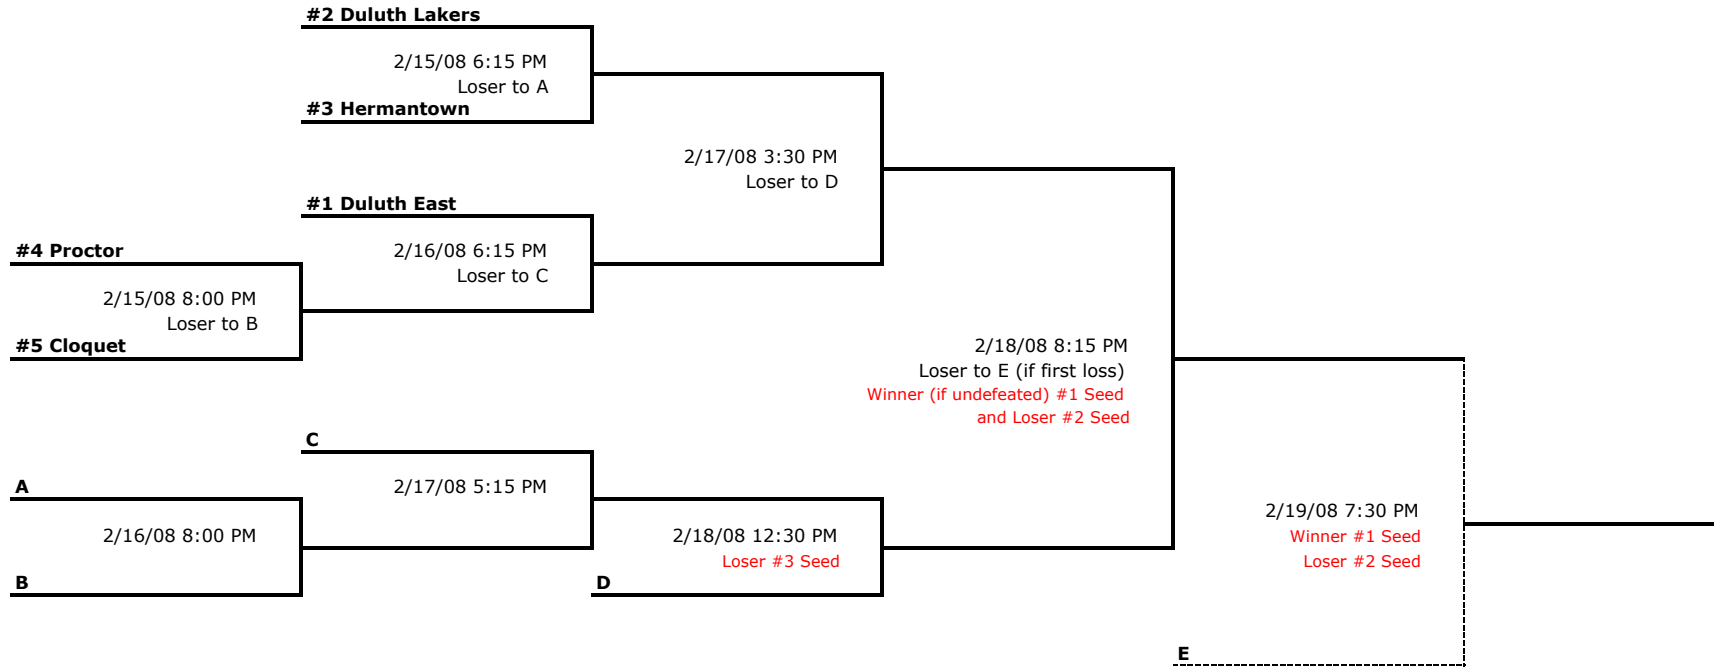 #2 Duluth Lakers
2/15/08 6:15 PM
Loser to A
#3 Hermantown
2/17/08 3:30 PM
Loser to D
#1 Duluth East
2/16/08 6:15 PM
Loser to C
#4 Proctor
2/15/08 8:00 PM
Loser to B
#5 Cloquet
2/18/08 8:15 PM
Loser to E (if first loss)
Winner (if undefeated) #1 Seed
and Loser #2 Seed
C
2/17/08 5:15 PM
A
2/16/08 8:00 PM
B
2/18/08 12:30 PM
Loser #3 Seed
D
2/19/08 7:30 PM
Winner #1 Seed
Loser #2 Seed
E